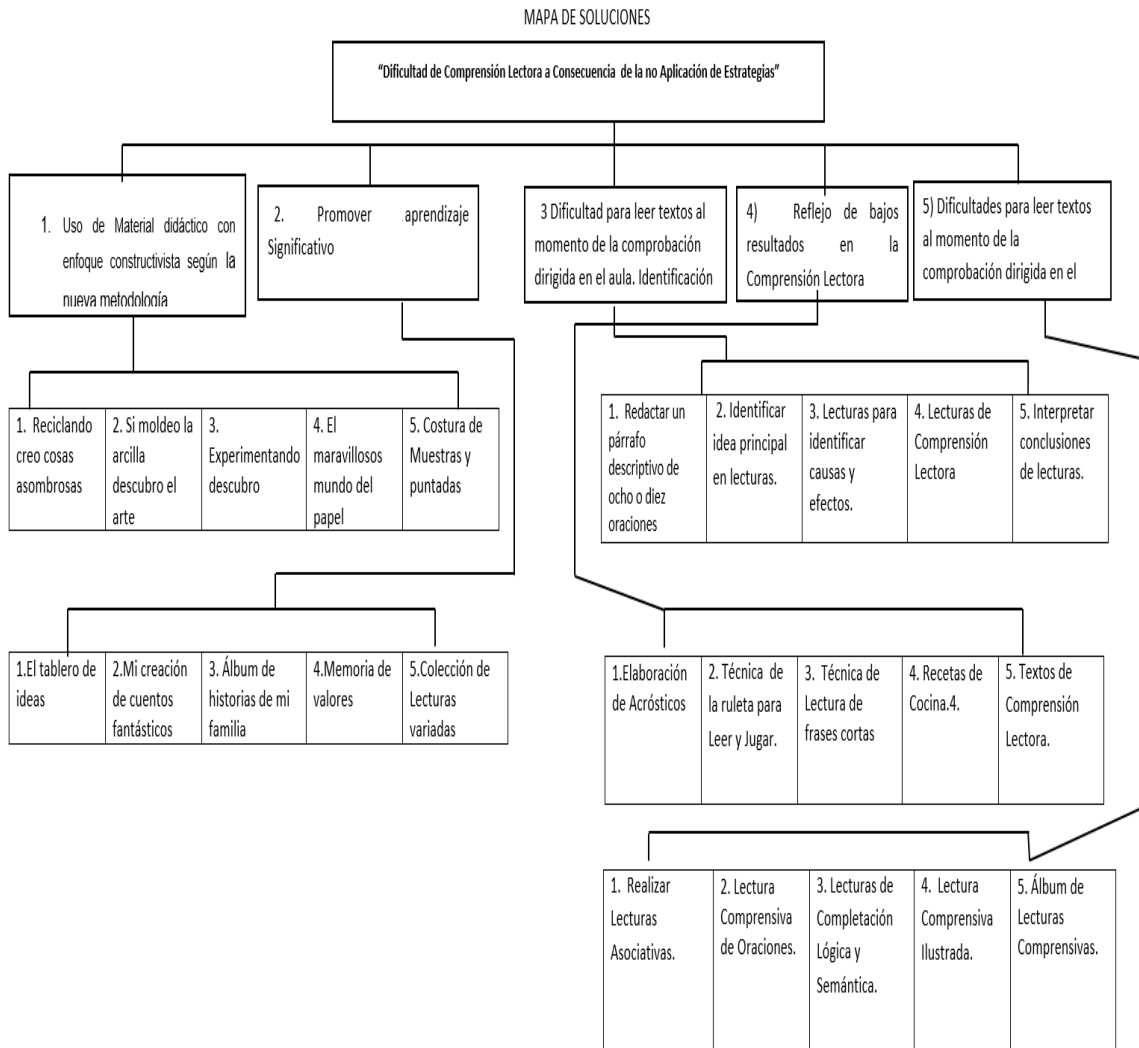 MAPA DE SOLUCIONES
“Dificultad de Comprensión Lectora a Consecuencia de la no Aplicación de Estrategias”
1. Uso de Material didáctico con
enfoque constructivista según la
nueva metodología
2. Promover aprendizaje
Significativo
3 Dificultad para leer textos al
momento de la comprobación
dirigida en el aula. Identificación
4) Reflejo de bajos
resultados en la
Comprensión Lectora
5) Dificultades para leer textos
al momento de la
comprobación dirigida en el
1. Reciclando
creo cosas
asombrosas
2. Si moldeo la
arcilla
descubro el
arte
3.
Experimentando
descubro
4. El
maravillosos
mundo del
papel
5. Costura de
Muestras y
puntadas
1. Redactar un
párrafo
descriptivo de
ocho o diez
oraciones
2. Identificar
idea principal
en lecturas.
3. Lecturas para
identificar
causas y
efectos.
4. Lecturas de
Comprensión
Lectora
5. Interpretar
conclusiones
de lecturas.
1.El tablero de
ideas
2.Mi creación
de cuentos
fantásticos
3. Álbum de
historias de mi
familia
4.Memoria de
valores
5.Colección de
Lecturas
variadas
1.Elaboración
de Acrósticos
2. Técnica de
la ruleta para
Leer y Jugar.
3. Técnica de
Lectura de
frases cortas
4. Recetas de
Cocina.4.
5. Textos de
Comprensión
Lectora.
1. Realizar
Lecturas
Asociativas.
2. Lectura
Comprensiva
de Oraciones.
3. Lecturas de
Completación
Lógica y
Semántica.
4. Lectura
Comprensiva
Ilustrada.
5. Álbum de
Lecturas
Comprensivas.